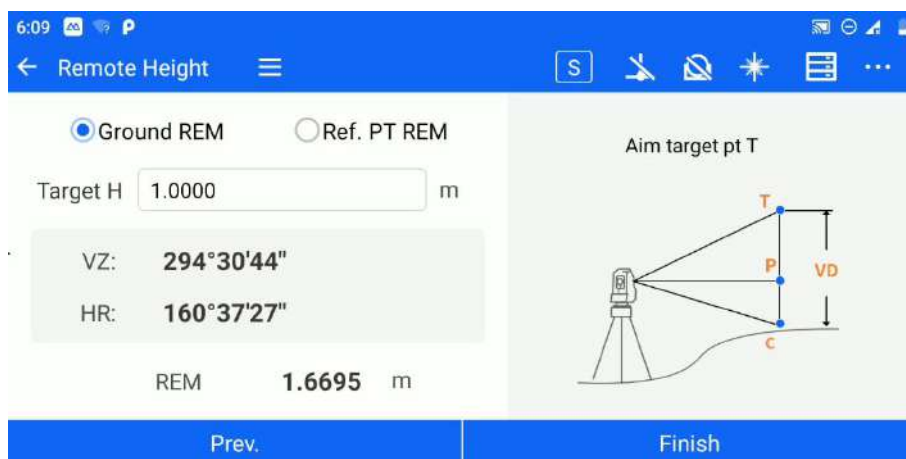 6:09
Remote Height
S
Ground REM Ref. PT REM
Target H 1.0000 m
VZ: 294°30'44"
HR: 160°37'27"
REM 1.6695 m
Aim target pt T
T
P VD
C
Prev. Finish